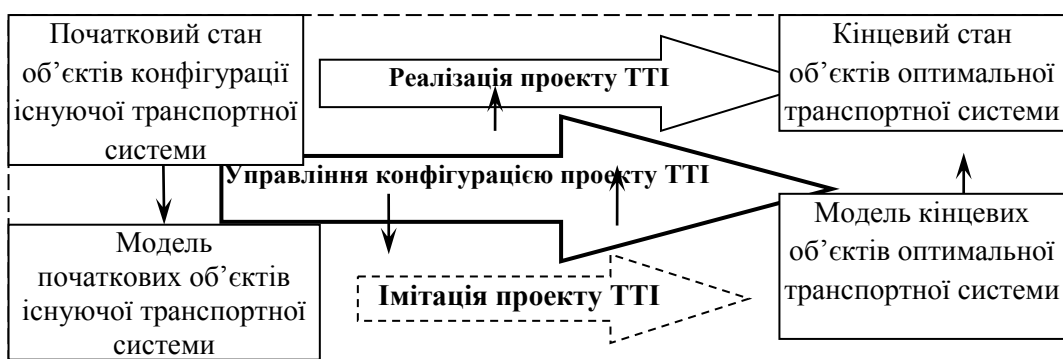 Початковий стан
об’єктів конфігурації
існуючої транспортної
системи
Реалізація проекту ТТІ
Кінцевий стан
об’єктів оптимальної
транспортної системи
Управління конфігурацією проекту ТТІ
Модель
початкових об’єктів
існуючої транспортної
системи
Імітація проекту ТТІ
Модель кінцевих
об’єктів оптимальної
транспортної системи